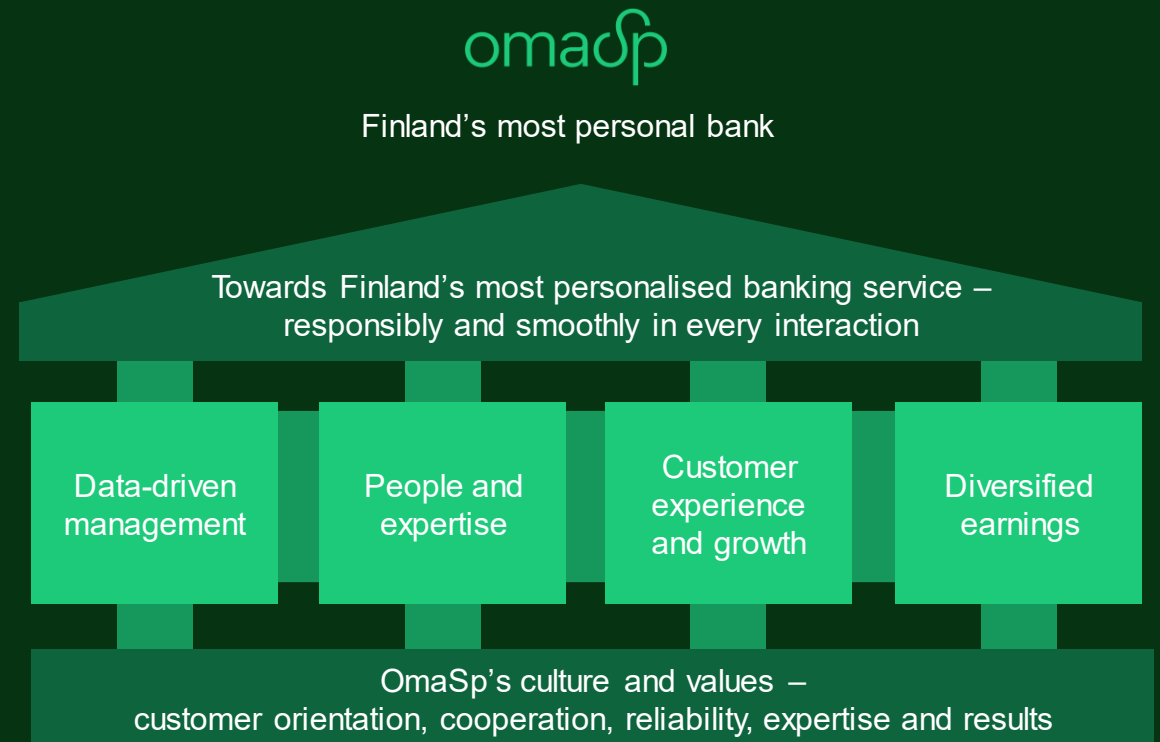 omaSp
Finland’s most personal bank
Towards Finland’s most personalised banking service –
responsibly and smoothly in every interaction
Data-driven
management
People and
expertise
Customer
experience
and growth
Diversified
earnings
OmaSp’s culture and values –
customer orientation, cooperation, reliability, expertise and results